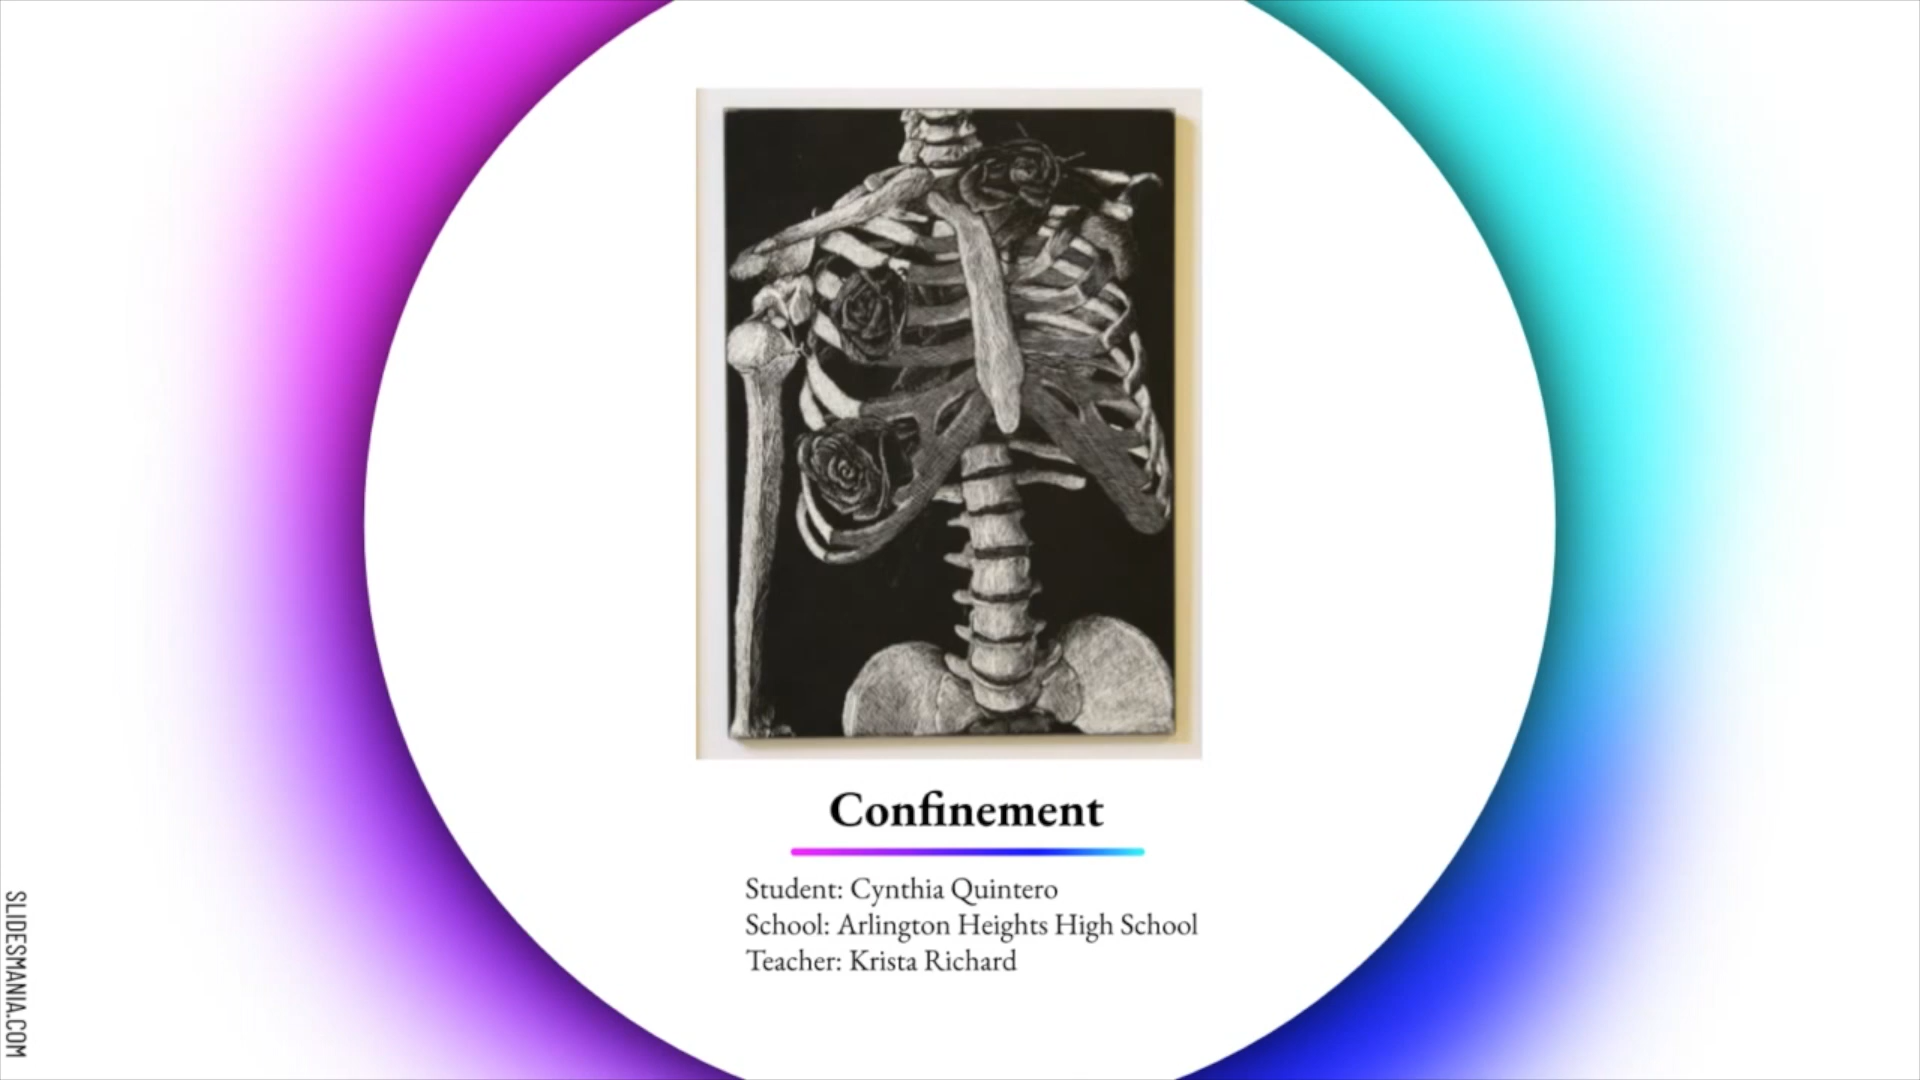 Confinement
Student: Cynthia Quintero
School: Arlington Heights High School
Teacher: Krista Richard
SLIDESMANIA.COM